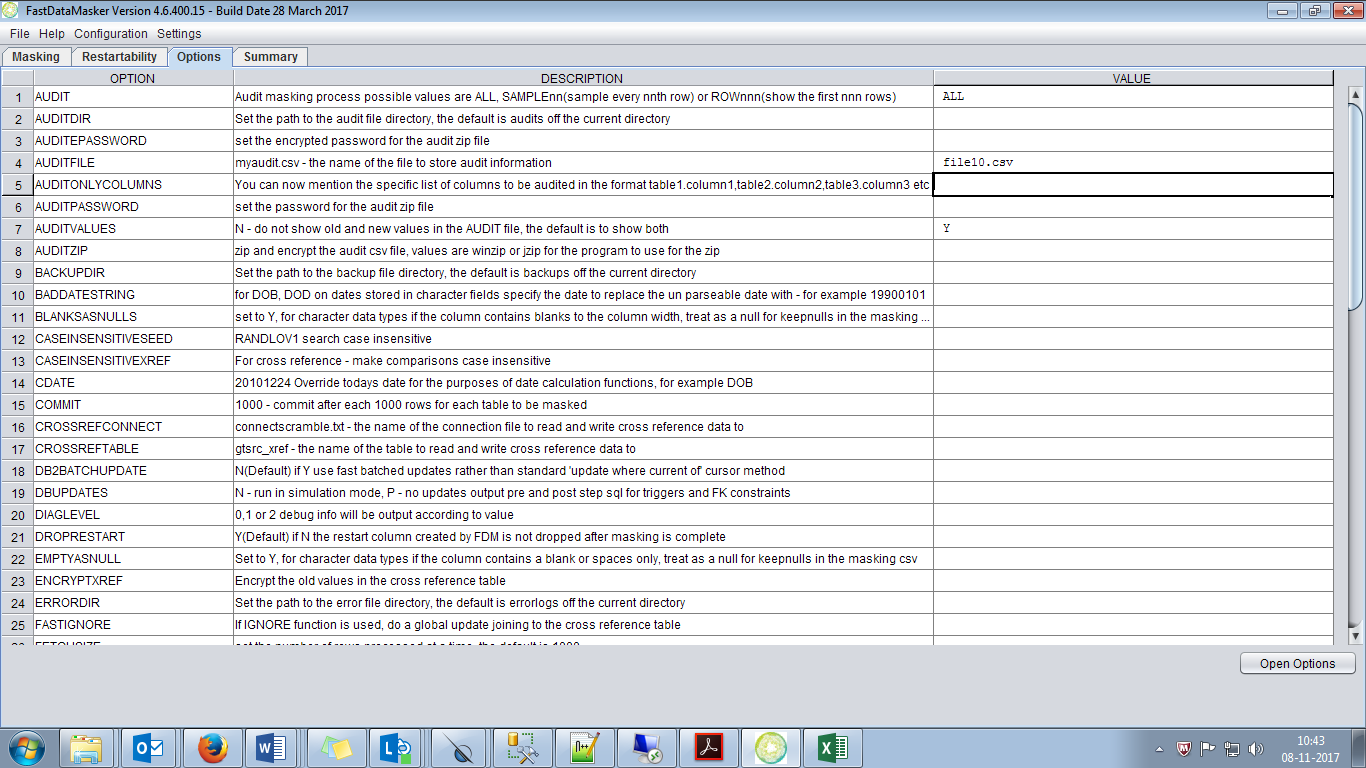 FastDataMasker Version 4.6.400.15 - Build Date 28 March 2017
File Help Configuration Settings
Masking Restartability Options Summary
OPTION DESCRIPTION VALUE
1 AUDIT Audit masking process possible values are ALL, SAMPLEnn(sample every nnth row) or ROWnnn(show the first nnn rows) ALL
2 AUDITDIR Set the path to the audit file directory, the default is audits off the current directory
3 AUDITEPASSWORD set the encrypted password for the audit zip file
4 AUDITFILE myaudit.csv - the name of the file to store audit information file10.csv
5 AUDITONLYCOLUMNS You can now mention the specific list of columns to be audited in the format table1.column1,table2.column2,table3.column3 etc
6 AUDITPASSWORD set the password for the audit zip file
7 AUDITVALUES N - do not show old and new values in the AUDIT file, the default is to show both Y
8 AUDITZIP zip and encrypt the audit csv file, values are winzip or jzip for the program to use for the zip
9 BACKUPDIR Set the path to the backup file directory, the default is backups off the current directory
10 BADDATESTRING for DOB, DOD on dates stored in character fields specify the date to replace the un parseable date with - for example 19900101
11 BLANKSASNULLS set to Y, for character data types if the column contains blanks to the column width, treat as a null for keepnulls in the masking ...
12 CASEINSENSITIVESEED RANDLOV1 search case insensitive
13 CASEINSENSITIVEXREF For cross reference - make comparisons case insensitive
14 CDATE 20101224 Override todays date for the purposes of date calculation functions, for example DOB
15 COMMIT 1000 - commit after each 1000 rows for each table to be masked
16 CROSSREFCONNECT connectscramble.txt - the name of the connection file to read and write cross reference data to
17 CROSSREFTABLE gtsrc_xref - the name of the table to read and write cross reference data to
18 DB2BATCHUPDATE N(Default) if Y use fast batched updates rather than standard 'update where current of' cursor method
19 DBUPDATES N - run in simulation mode, P - no updates output pre and post step sql for triggers and FK constraints
20 DIAGLEVEL 0,1 or 2 debug info will be output according to value
21 DROPRESTART Y(Default) if N the restart column created by FDM is not dropped after masking is complete
22 EMPTYASNULL Set to Y, for character data types if the column contains a blank or spaces only, treat as a null for keepnulls in the masking csv
23 ENCRYPTXREF Encrypt the old values in the cross reference table
24 ERRORDIR Set the path to the error file directory, the default is errorlogs off the current directory
25 FASTIGNORE If IGNORE function is used, do a global update joining to the cross reference table
Open Options
10:43
08-11-2017